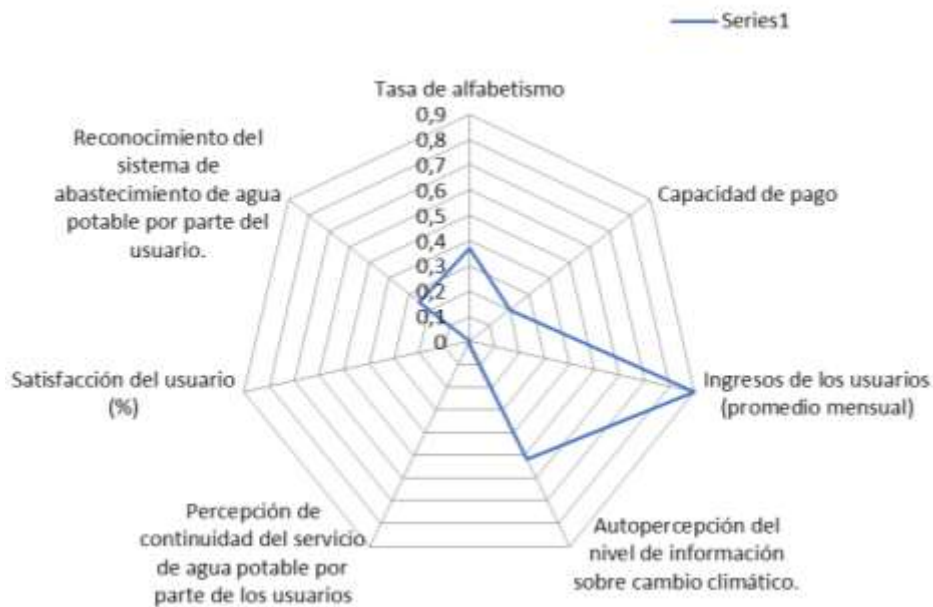 Series1
Tasa de alfabetismo
0,9
0,8
0,7
0,6
0,5
0,4
0,3
0,2
0,1
0
Capacidad de pago
Ingresos de los usuarios
(promedio mensual)
Autopercepción del
nivel de información
sobre cambio climático.
Percepción de
continuidad del servicio
de agua potable por
parte de los usuarios
Satisfacción del usuario
(%)
Reconocimiento del
sistema de
abastecimiento de agua
potable por parte del
usuario.